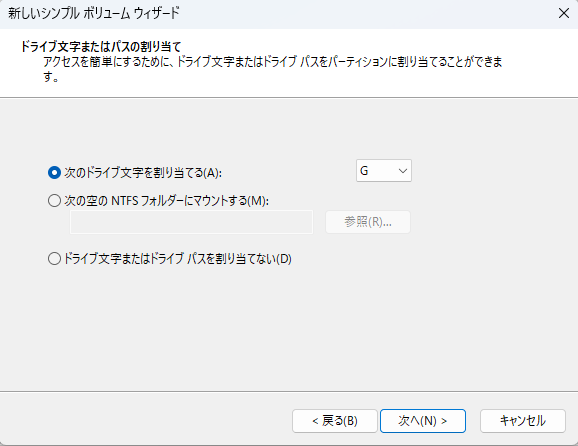 新しいシンプル ボリューム ウィザード
ドライブ文字またはパスの割り当て
アクセスを簡単にするために、ドライブ文字またはドライブ パスをパーティションに割り当てることができま
す。
次のドライブ文字を割り当てる(A):
G
次の空の NTFS フォルダーにマウントする(M):
参照(R)...
ドライブ文字またはドライブ パスを割り当てない(D)
< 戻る(B)
次へ(N) >
キャンセル